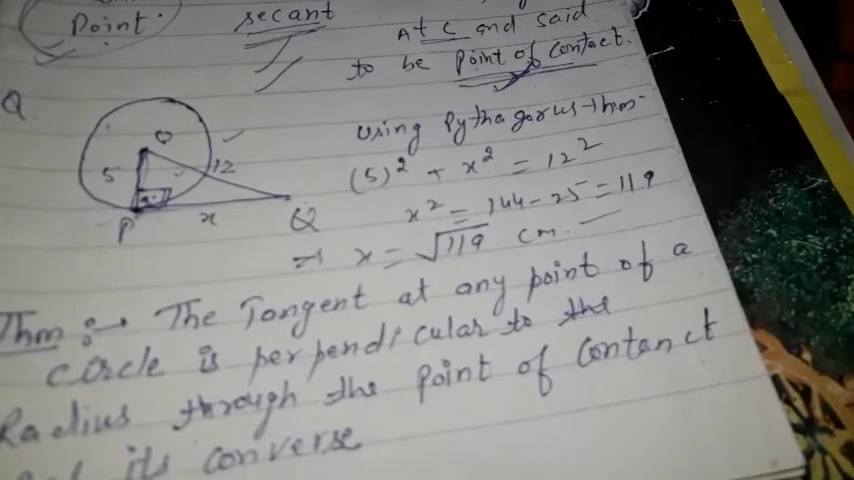 Point.
secant
At C and said
to be Point of Contact.
Q
O
5
12
P
x
Q
Using Pythagorus thm-
(5)² + x² = 12²
x² = 144-25 = 119
⇒ x = √119 cm.
Thm :→ The Tangent at any point of a
circle is perpendicular to the
Radius through the point of Contanct
its converse